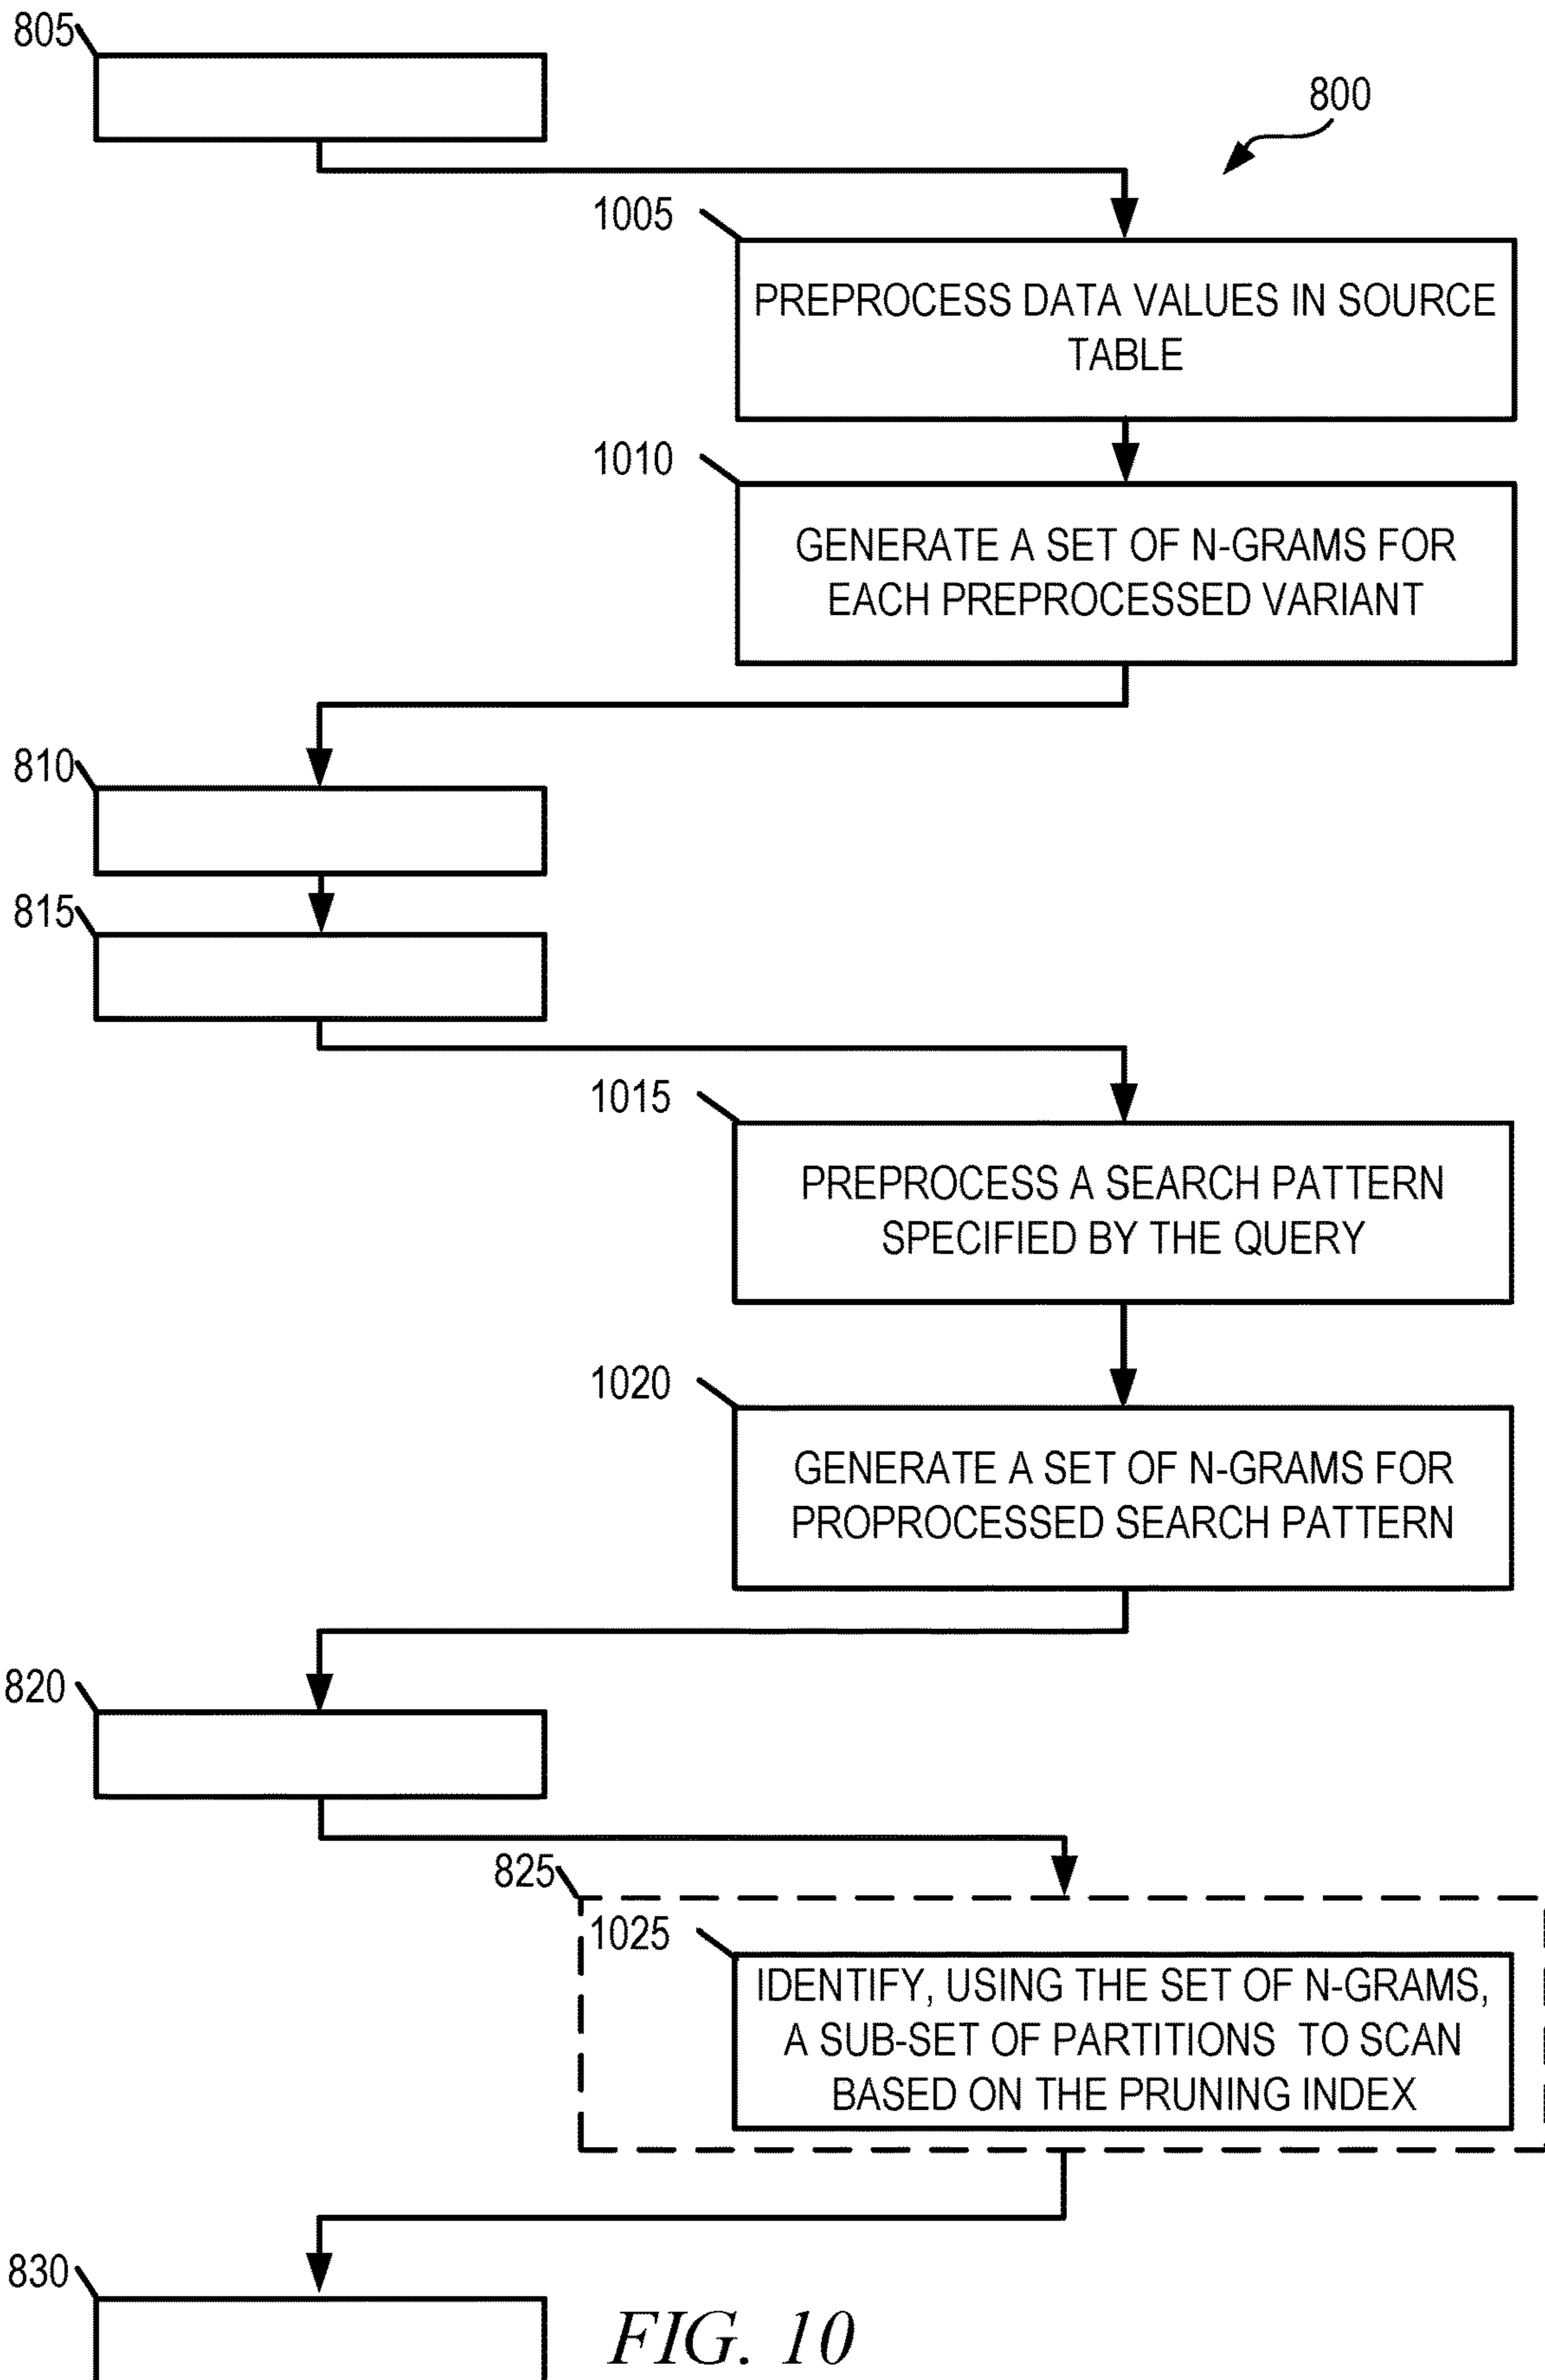 805
800
1005
PREPROCESS DATA VALUES IN SOURCE
TABLE
1010
GENERATE A SET OF N-GRAMS FOR
EACH PREPROCESSED VARIANT
810
815
1015
PREPROCESS A SEARCH PATTERN
SPECIFIED BY THE QUERY
1020
GENERATE A SET OF N-GRAMS FOR
PROPROCESSED SEARCH PATTERN
820
825
1025
IDENTIFY, USING THE SET OF N-GRAMS,
A SUB-SET OF PARTITIONS TO SCAN
BASED ON THE PRUNING INDEX
830
FIG. 10